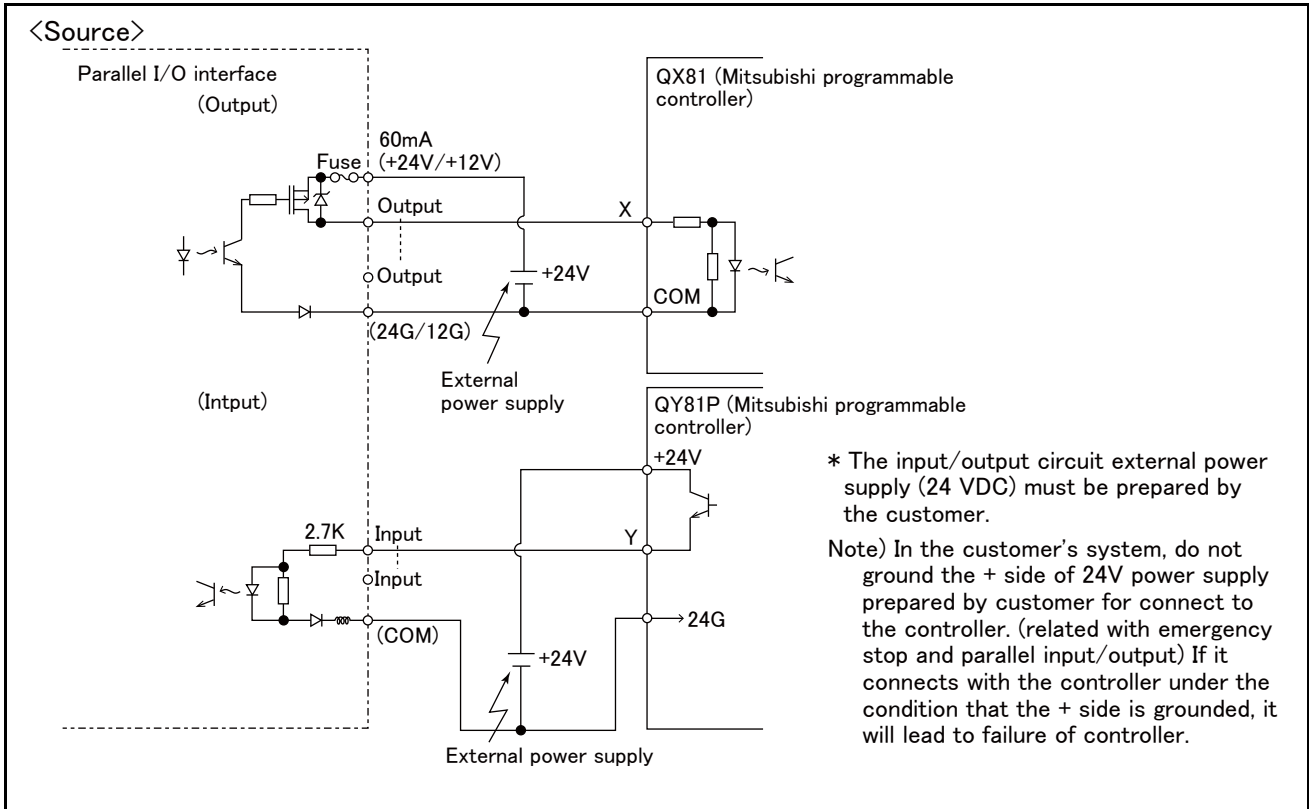 <Source>
Parallel I/O interface
(Output)
QX81 (Mitsubishi programmable
controller)
60mA
Fuse (+24V/+12V)
Output
X
Output
+24V
COM
(24G/12G)
External
power supply
(Intput)
QY81P (Mitsubishi programmable
controller)
+24V
2.7K
Input
Y
Input
24G
(COM)
+24V
External power supply
* The input/output circuit external power
supply (24 VDC) must be prepared by
the customer.
Note) In the customer's system, do not
ground the + side of 24V power supply
prepared by customer for connect to
the controller. (related with emergency
stop and parallel input/output) If it
connects with the controller under the
condition that the + side is grounded, it
will lead to failure of controller.